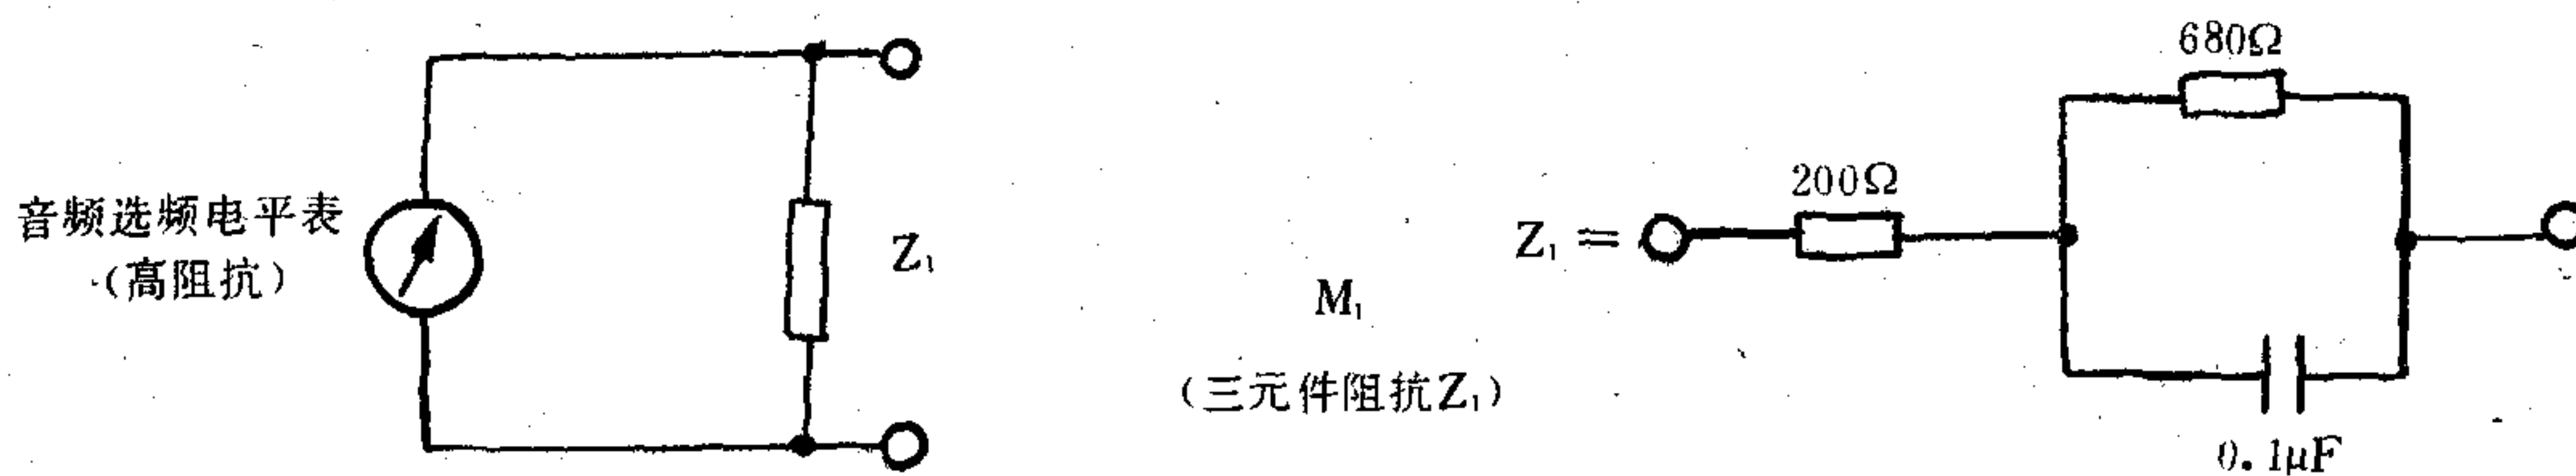 音频选频电平表
(高阻抗)
Z₁
M₁
(三元件阻抗Z₁)
Z₁ =
200Ω
680Ω
0.1μF